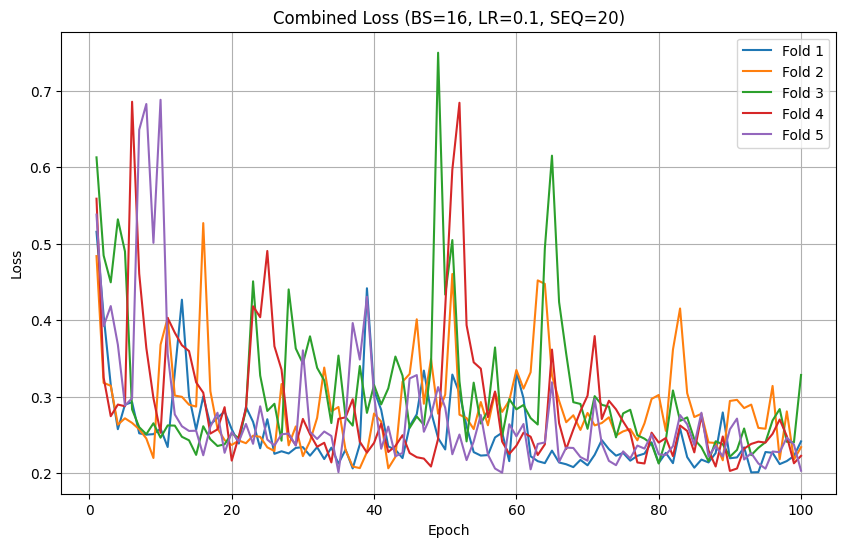 Combined Loss (BS=16, LR=0.1, SEQ=20)
Fold 1
Fold 2
Fold 3
Fold 4
Fold 5
0.7
0.6
0.5
0.4
0.3
0.2
Loss
0
20
40
60
80
100
Epoch